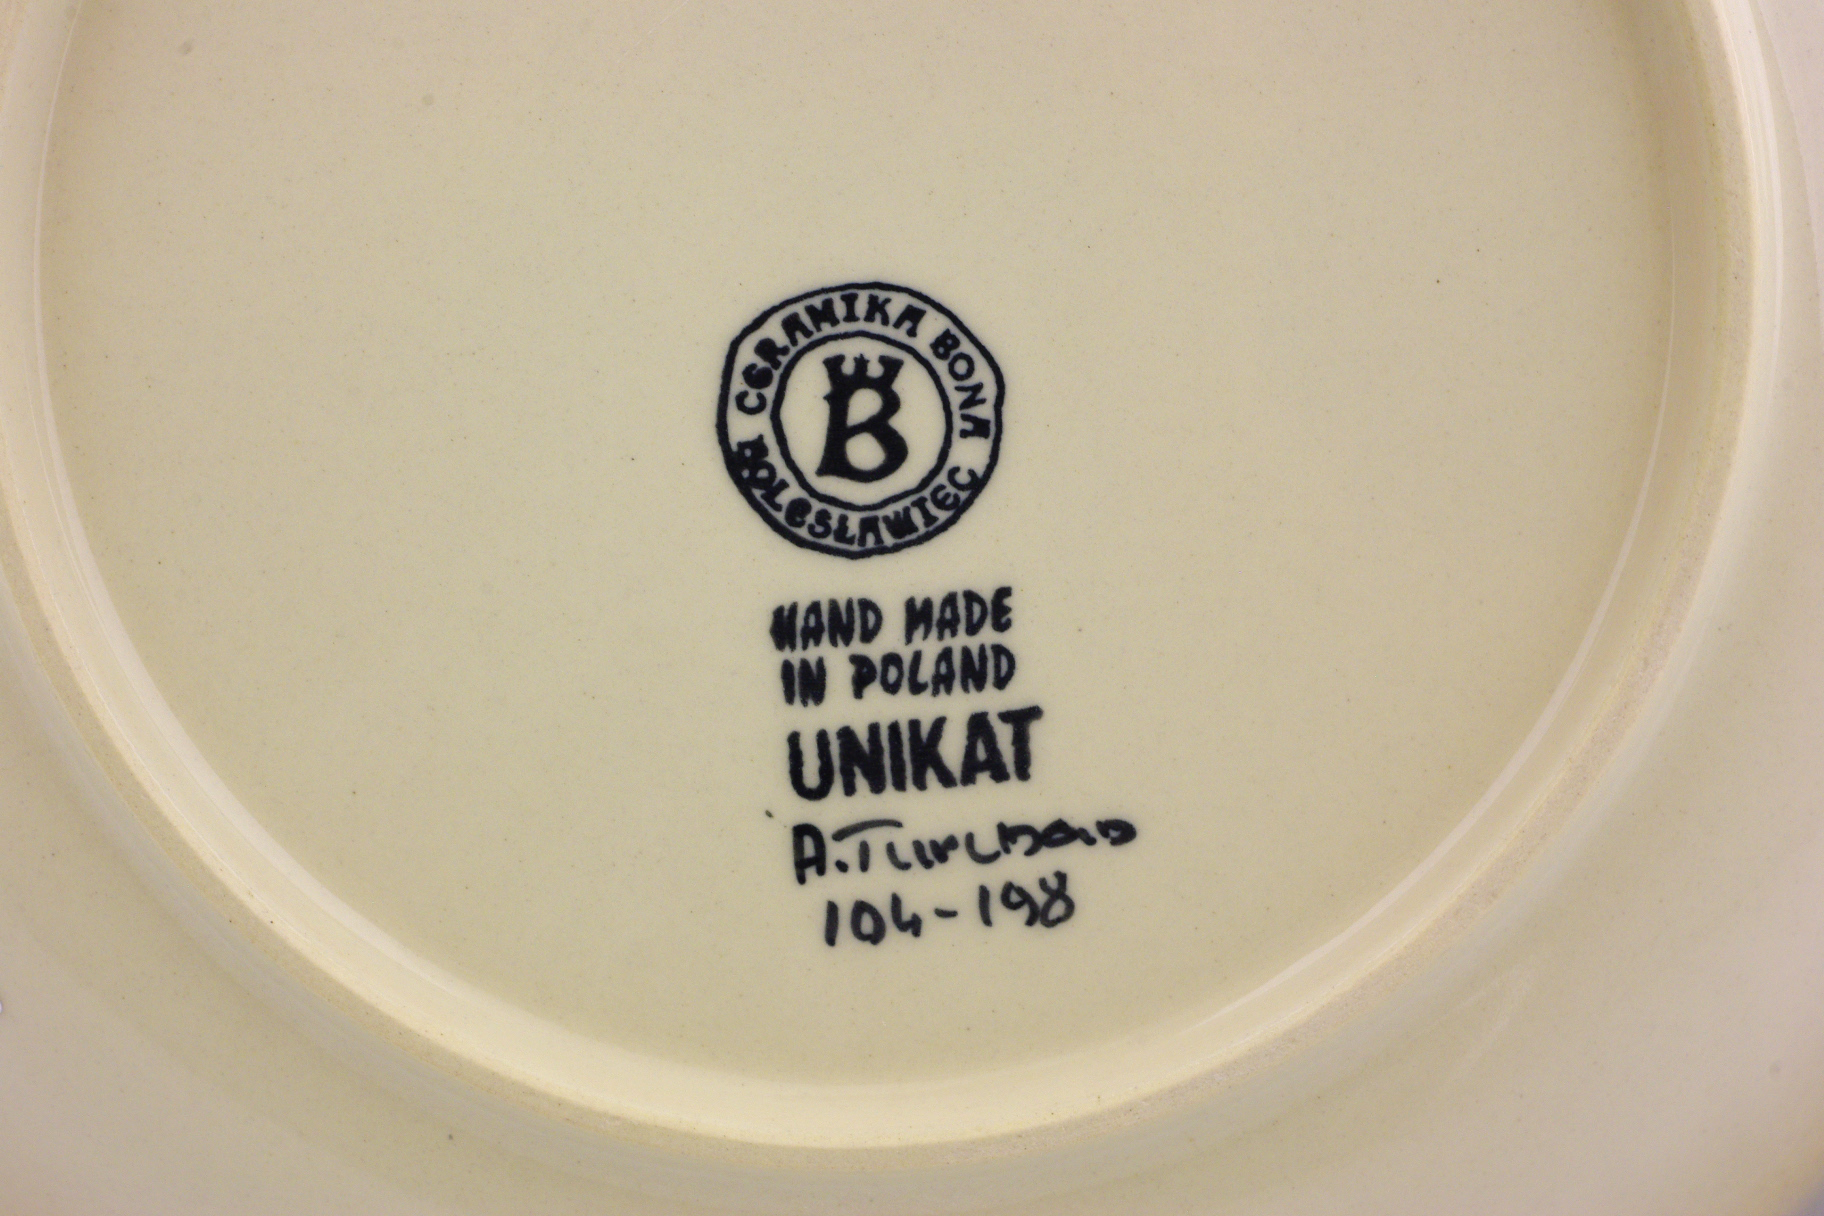 CERAMIKA BONA
BOLESŁAWIEC
B
HAND MADE
IN POLAND
UNIKAT
104-198